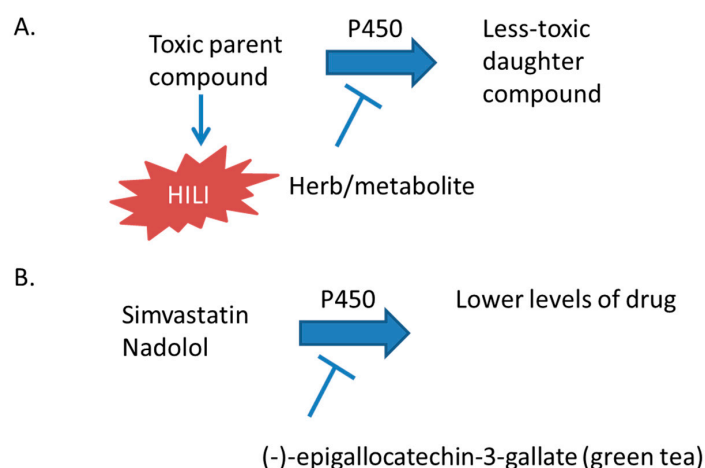 A.
Toxic parent
compound
P450
Less-toxic
daughter
compound
HILI
Herb/metabolite
B.
Simvastatin
Nadolol
P450
Lower levels of drug
(-)-epigallocatechin-3-gallate (green tea)